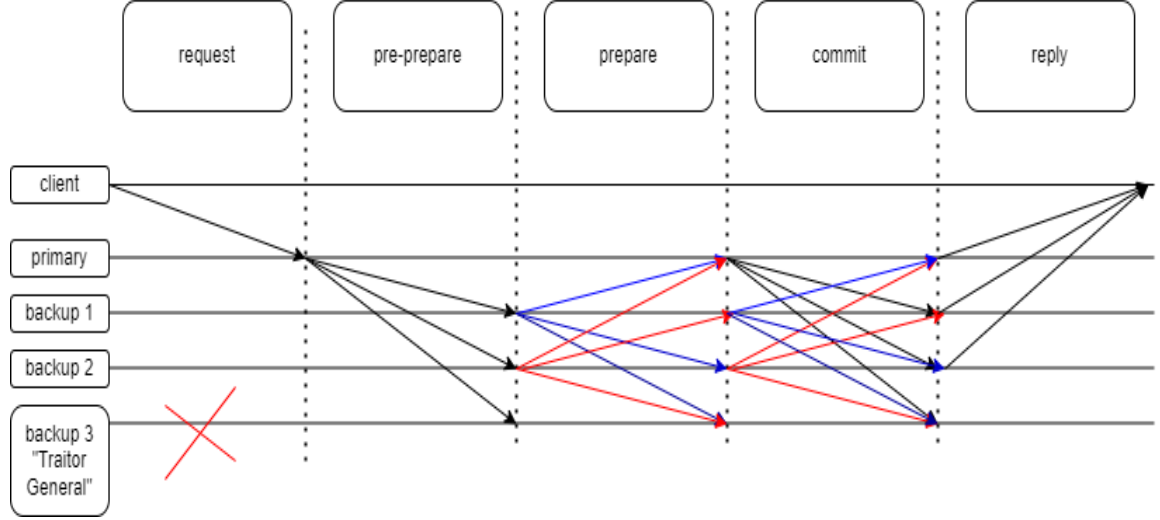 request
pre-prepare
prepare
commit
reply
client
primary
backup 1
backup 2
backup 3
"Traitor
General"